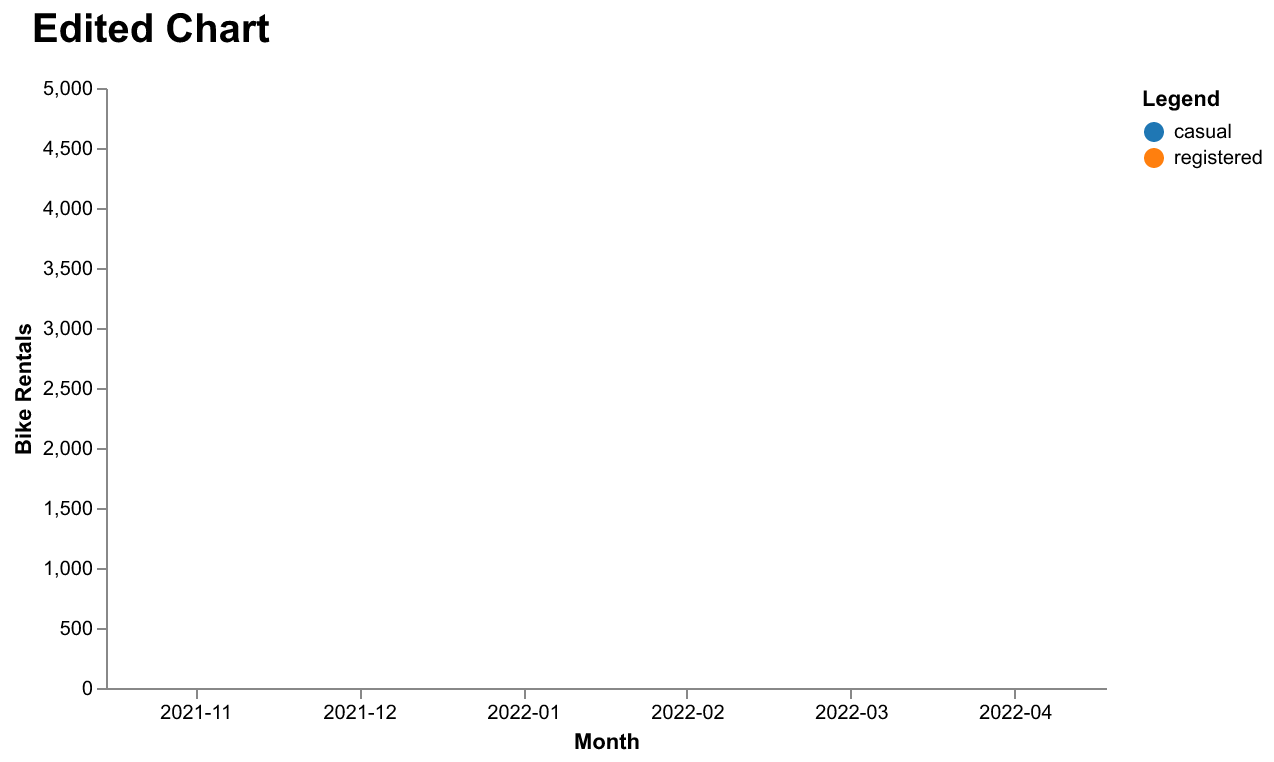 Edited Chart
5,000
4,500
4,000
3,500
3,000
2,500
2,000
1,500
1,000
500
0
Bike Rentals
2021-11
2021-12
2022-01
2022-02
2022-03
2022-04
Month
Legend
casual
registered